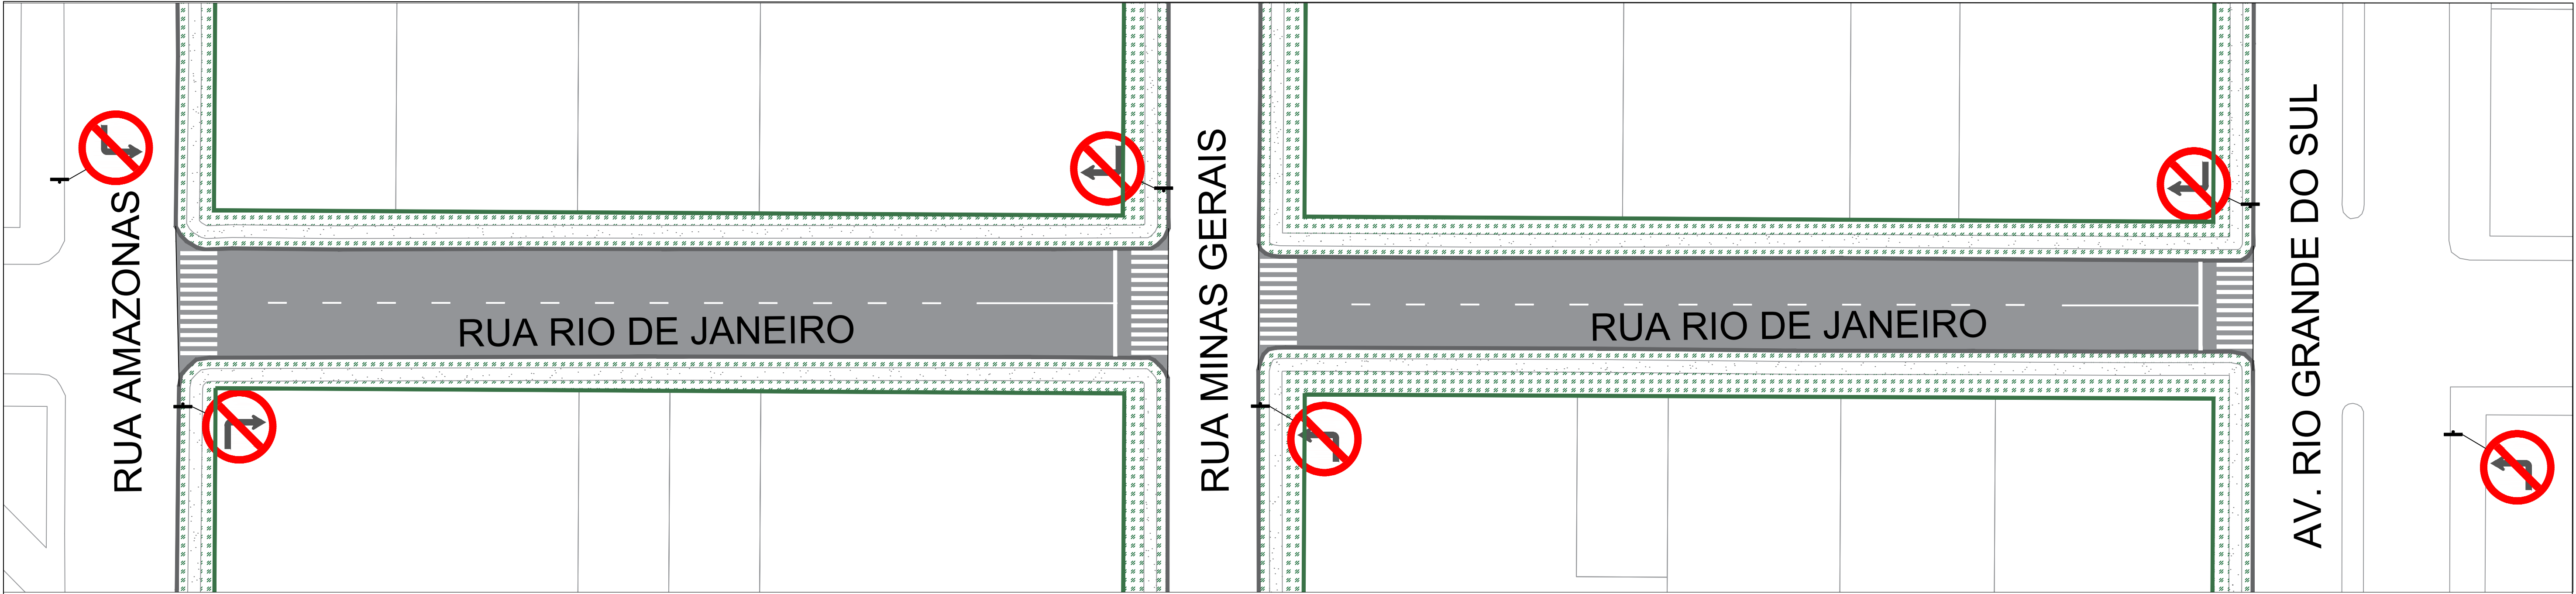 RUA AMAZONAS
RUA RIO DE JANEIRO
RUA MINAS GERAIS
RUA RIO DE JANEIRO
AV. RIO GRANDE DO SUL